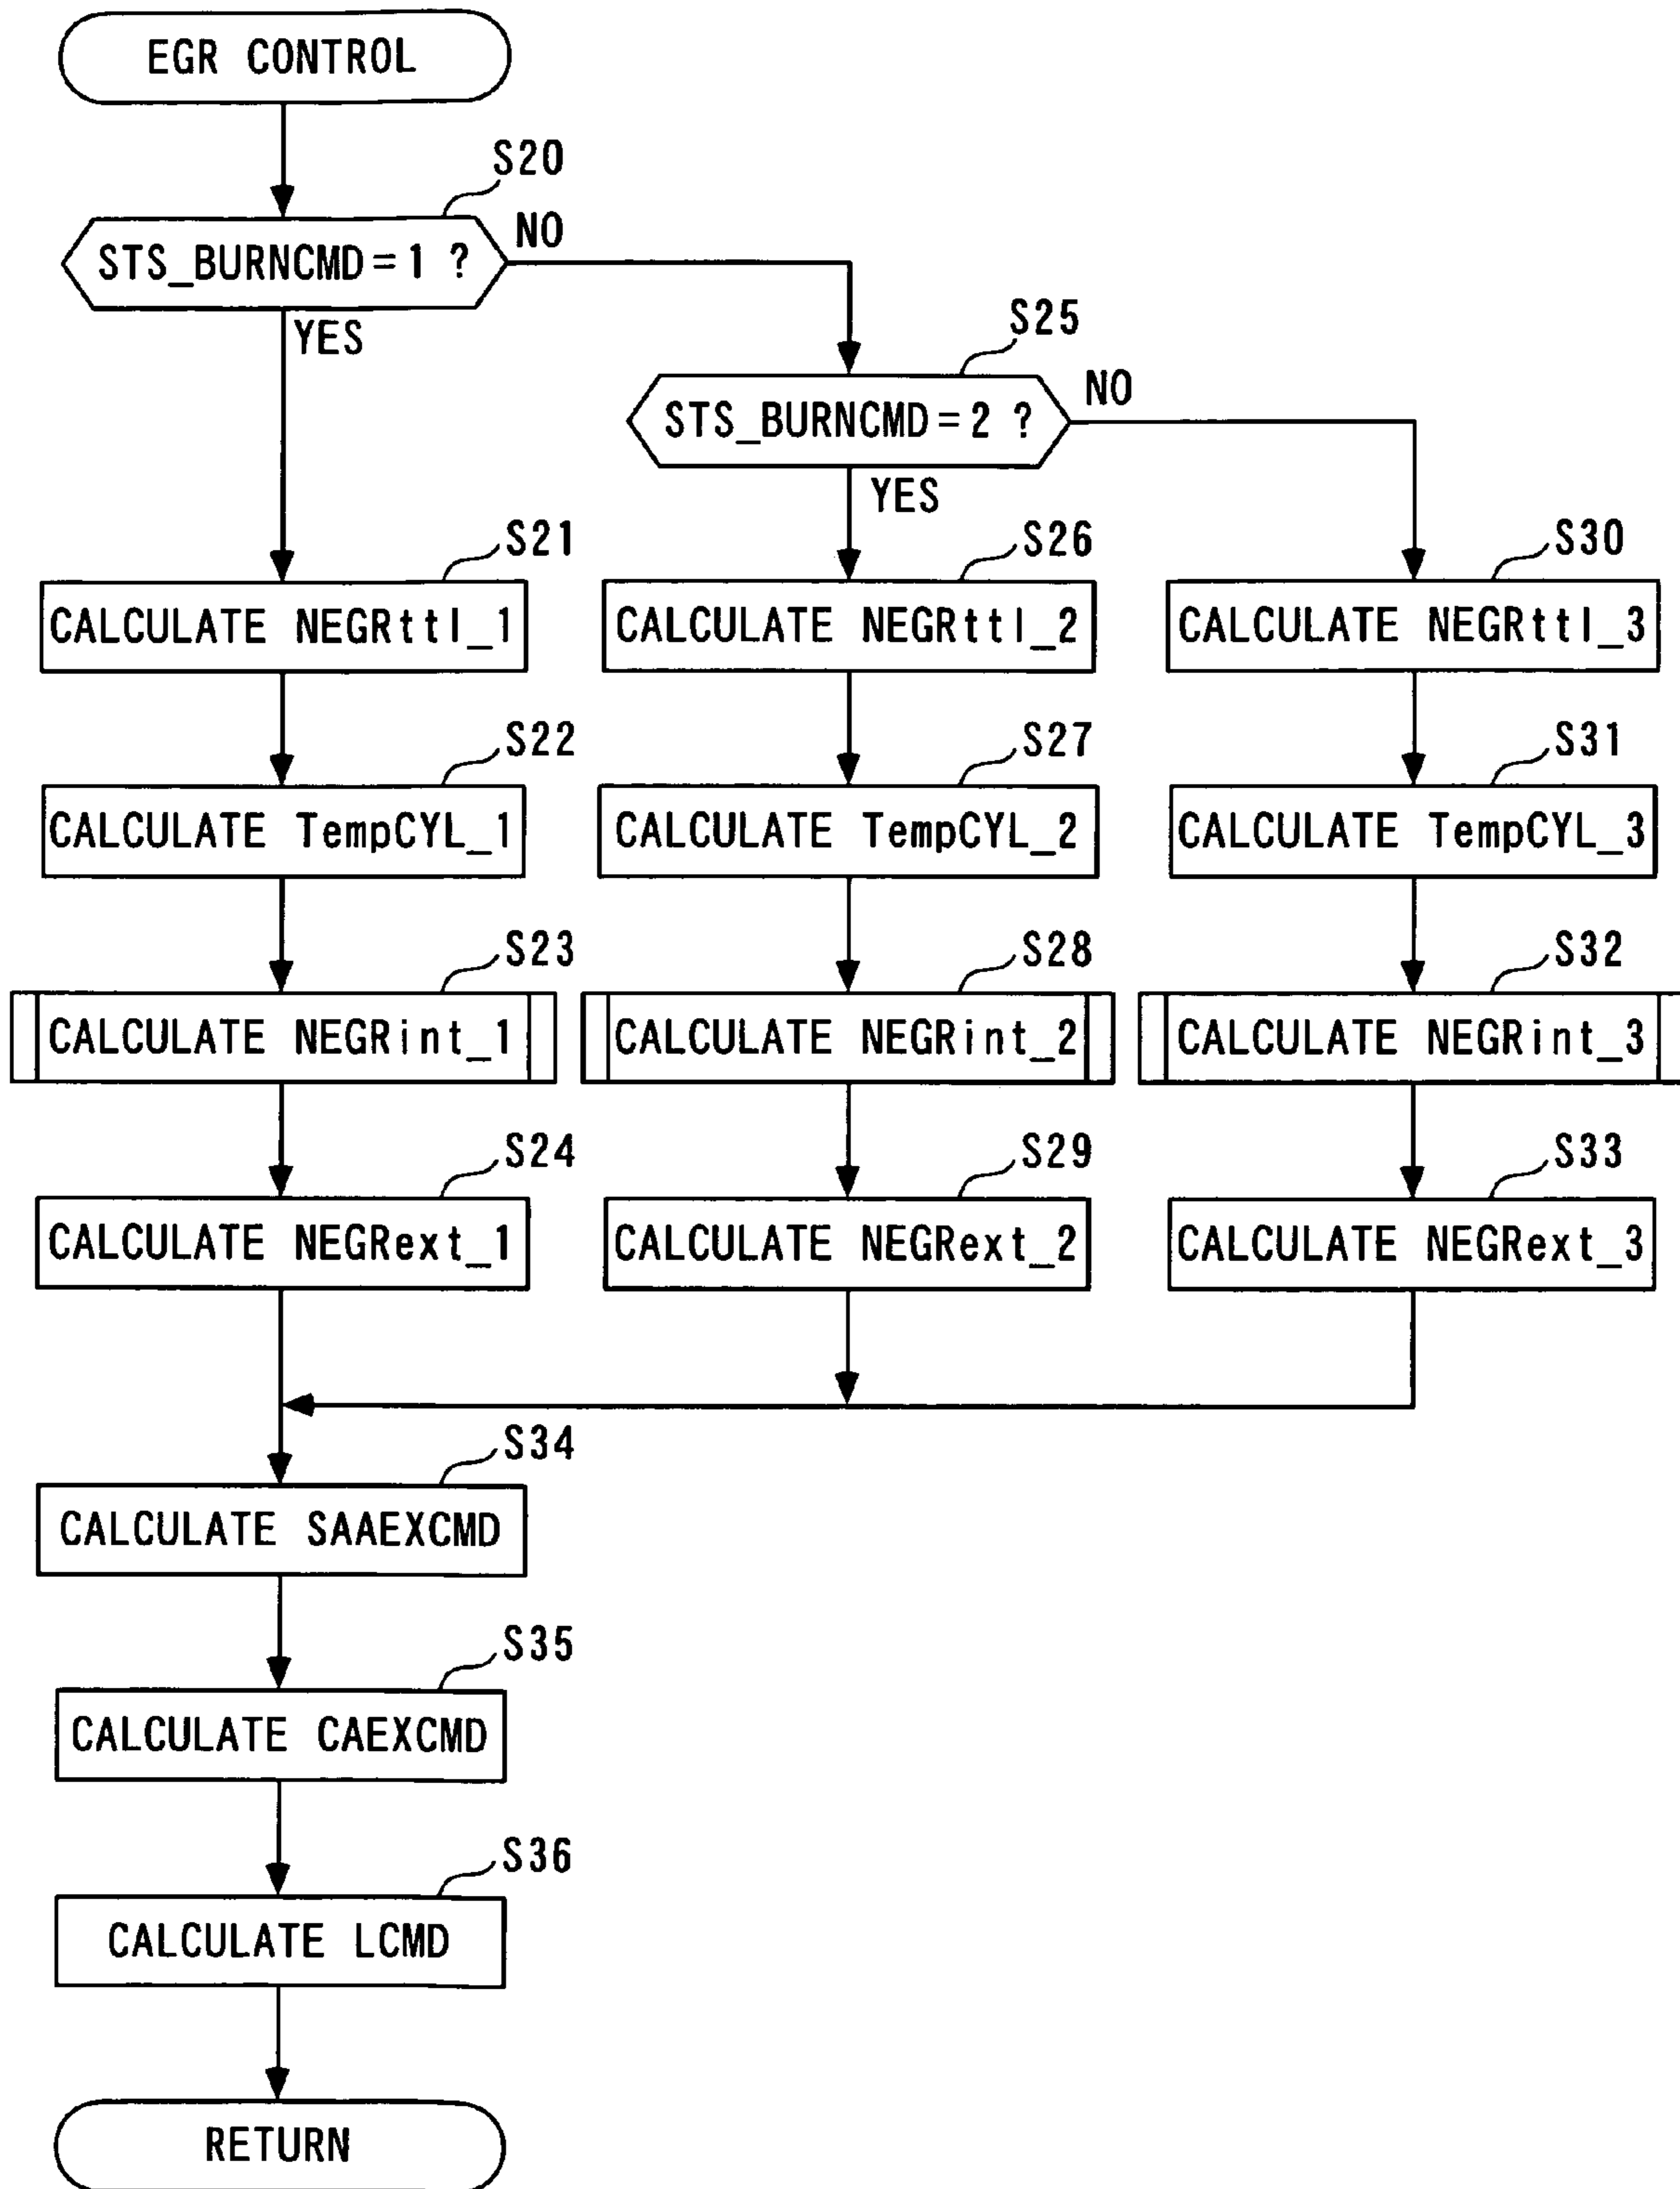 EGR CONTROL
S20
STS_BURNCMD=1 ?
NO
YES
S25
STS_BURNCMD=2 ?
NO
YES
S21
CALCULATE NEGRttl_1
S26
CALCULATE NEGRttl_2
S30
CALCULATE NEGRttl_3
S22
CALCULATE TempCYL_1
S27
CALCULATE TempCYL_2
S31
CALCULATE TempCYL_3
S23
CALCULATE NEGRint_1
S28
CALCULATE NEGRint_2
S32
CALCULATE NEGRint_3
S24
CALCULATE NEGRext_1
S29
CALCULATE NEGRext_2
S33
CALCULATE NEGRext_3
S34
CALCULATE SAAEXCMD
S35
CALCULATE CAEXCMD
S36
CALCULATE LCMD
RETURN